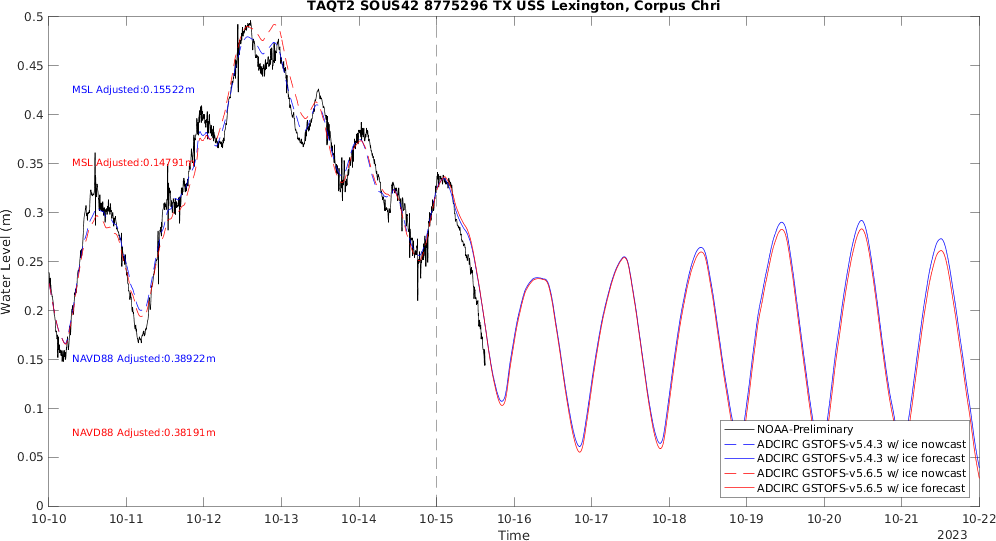 TAQT2 SOUS42 8775296 TX USS Lexington, Corpus Chri
0.5
0.45
0.4
0.35
0.3
0.25
0.2
0.15
0.1
0.05
0
Water Level (m)
MSL Adjusted:0.15522m
MSL Adjusted:0.14791m
NAVD88 Adjusted:0.38922m
NAVD88 Adjusted:0.38191m
NOAA-Preliminary
ADCIRC GSTOFS-v5.4.3 w/ ice nowcast
ADCIRC GSTOFS-v5.4.3 w/ ice forecast
ADCIRC GSTOFS-v5.6.5 w/ ice nowcast
ADCIRC GSTOFS-v5.6.5 w/ ice forecast
10-10 10-11 10-12 10-13 10-14 10-15 10-16 10-17 10-18 10-19 10-20 10-21 10-22
Time
2023